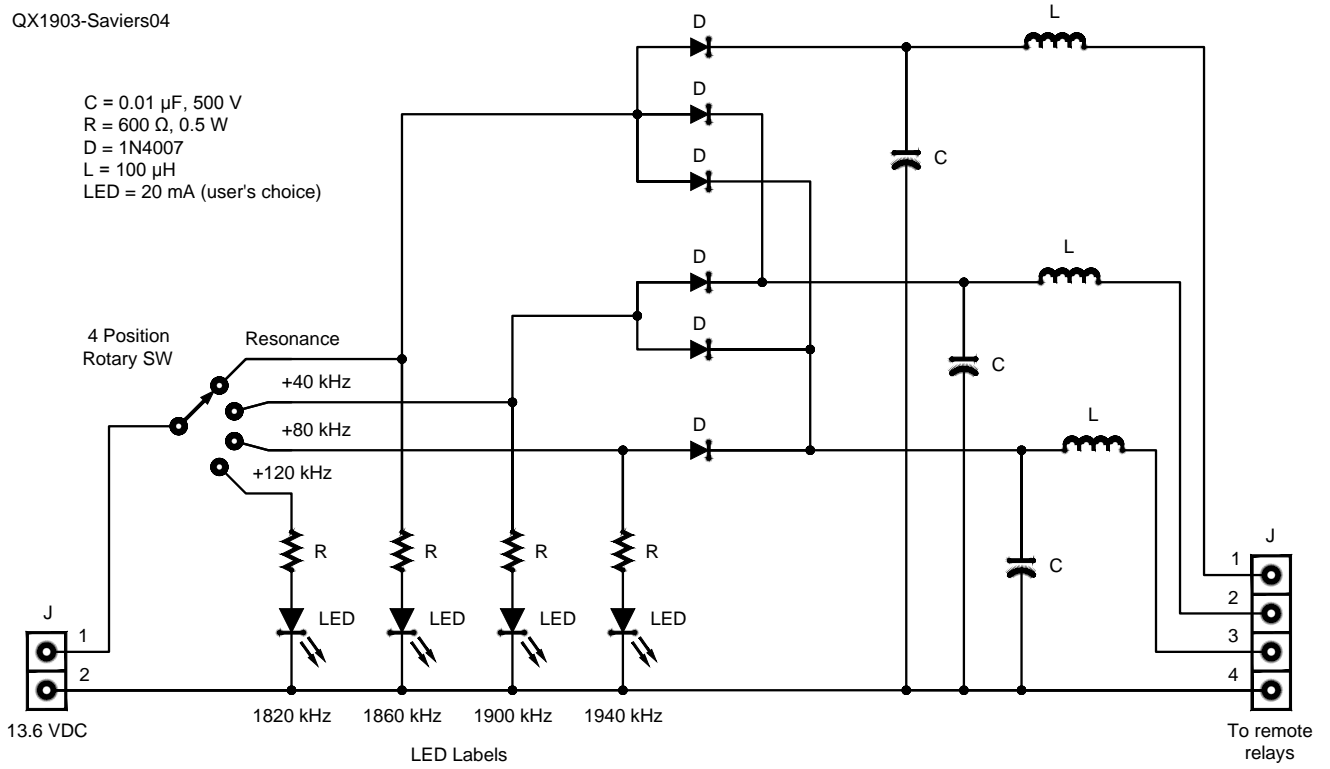 QX1903-Saviers04
C = 0.01 µF, 500 V
R = 600 Ω, 0.5 W
D = 1N4007
L = 100 µH
LED = 20 mA (user's choice)
D
L
D
C
D
D
L
D
C
4 Position
Rotary SW
Resonance
+40 kHz
+80 kHz
+120 kHz
D
L
R
R
R
R
C
J
1
2
3
4
To remote
relays
LED
LED
LED
LED
J
1
2
13.6 VDC
1820 kHz
1860 kHz
1900 kHz
1940 kHz
LED Labels